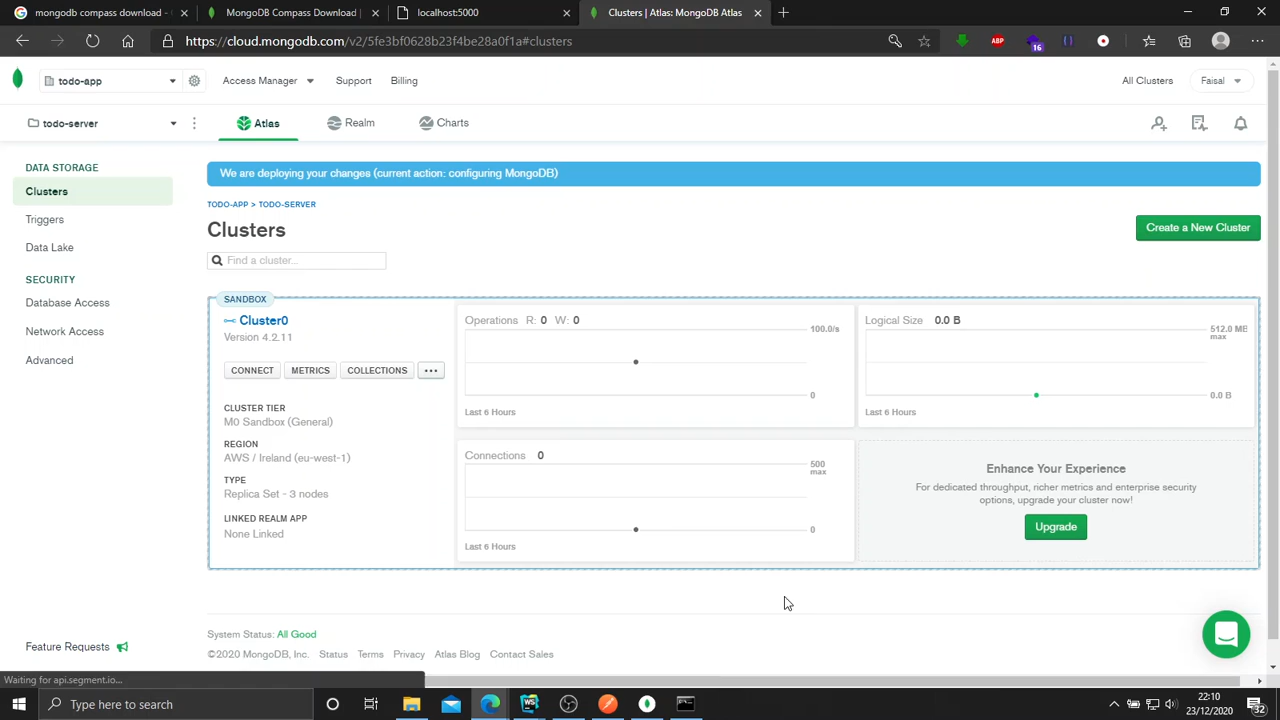 mongodb compass download -
MongoDB Compass Download |
localhost:5000
Clusters | Atlas: MongoDB Atlas
https://cloud.mongodb.com/v2/5fe3bf0628b23f4be28a0f1a#clusters
ABP
16
todo-app
Access Manager
Support
Billing
All Clusters
Faisal
todo-server
Atlas
Realm
Charts
DATA STORAGE
Clusters
Triggers
Data Lake
SECURITY
Database Access
Network Access
Advanced
Feature Requests
We are deploying your changes (current action: configuring MongoDB)
TODO-APP > TODO-SERVER
Clusters
Create a New Cluster
Find a cluster...
SANDBOX
Cluster0
Version 4.2.11
CONNECT
METRICS
COLLECTIONS
...
CLUSTER TIER
M0 Sandbox (General)
REGION
AWS / Ireland (eu-west-1)
TYPE
Replica Set - 3 nodes
LINKED REALM APP
None Linked
Operations R: 0 W: 0
100.0/s
0
Last 6 Hours
Logical Size 0.0 B
512.0 MB
max
0.0 B
Last 6 Hours
Connections 0
500
max
0
Last 6 Hours
Enhance Your Experience
For dedicated throughput, richer metrics and enterprise security
options, upgrade your cluster now!
Upgrade
System Status: All Good
©2020 MongoDB, Inc. Status Terms Privacy Atlas Blog Contact Sales
Waiting for api.segment.io...
Type here to search
WS
22:10
23/12/2020
32